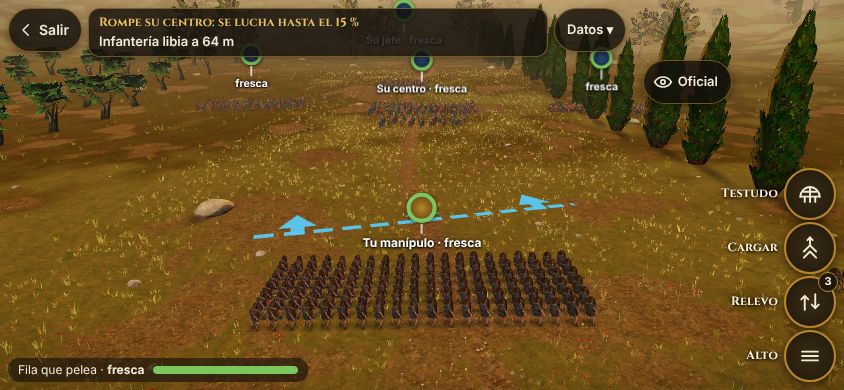 Salir
ROMPE SU CENTRO: SE LUCHA HASTA EL 15 %
Infantería libia a 64 m
Datos ▾
Su jefe · fresca
fresca
Su centro · fresca
fresca
Oficial
TESTUDO
CARGAR
3
RELEVO
ALTO
Tu manípulo · fresca
Fila que pelea · fresca